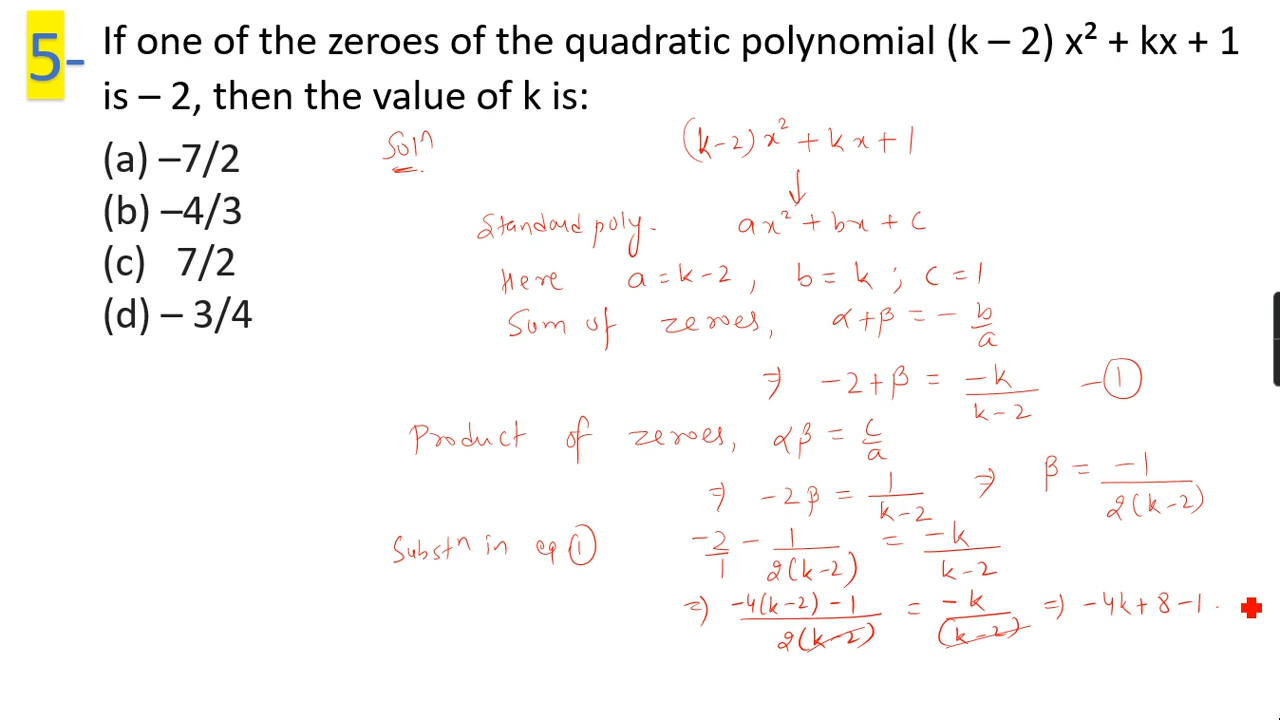 5- If one of the zeroes of the quadratic polynomial (k – 2) x² + kx + 1
is – 2, then the value of k is:
(a) –7/2
(b) –4/3
(c) 7/2
(d) – 3/4
Solⁿ
(k-2)x² + kx + 1
↓
Standard poly. ax² + bx + c
Here a = k-2, b = k ; c = 1
Sum of zeroes, α+β = - b/a
⇒ -2+β = -k/(k-2) -①
Product of zeroes, αβ = c/a
⇒ -2β = 1/(k-2) ⇒ β = -1/2(k-2)
Substⁿ in eq ① -2/1 - 1/2(k-2) = -k/(k-2)
⇒ -4(k-2)-1/2(k-2) = -k/(k-2) ⇒ -4k+8-1.